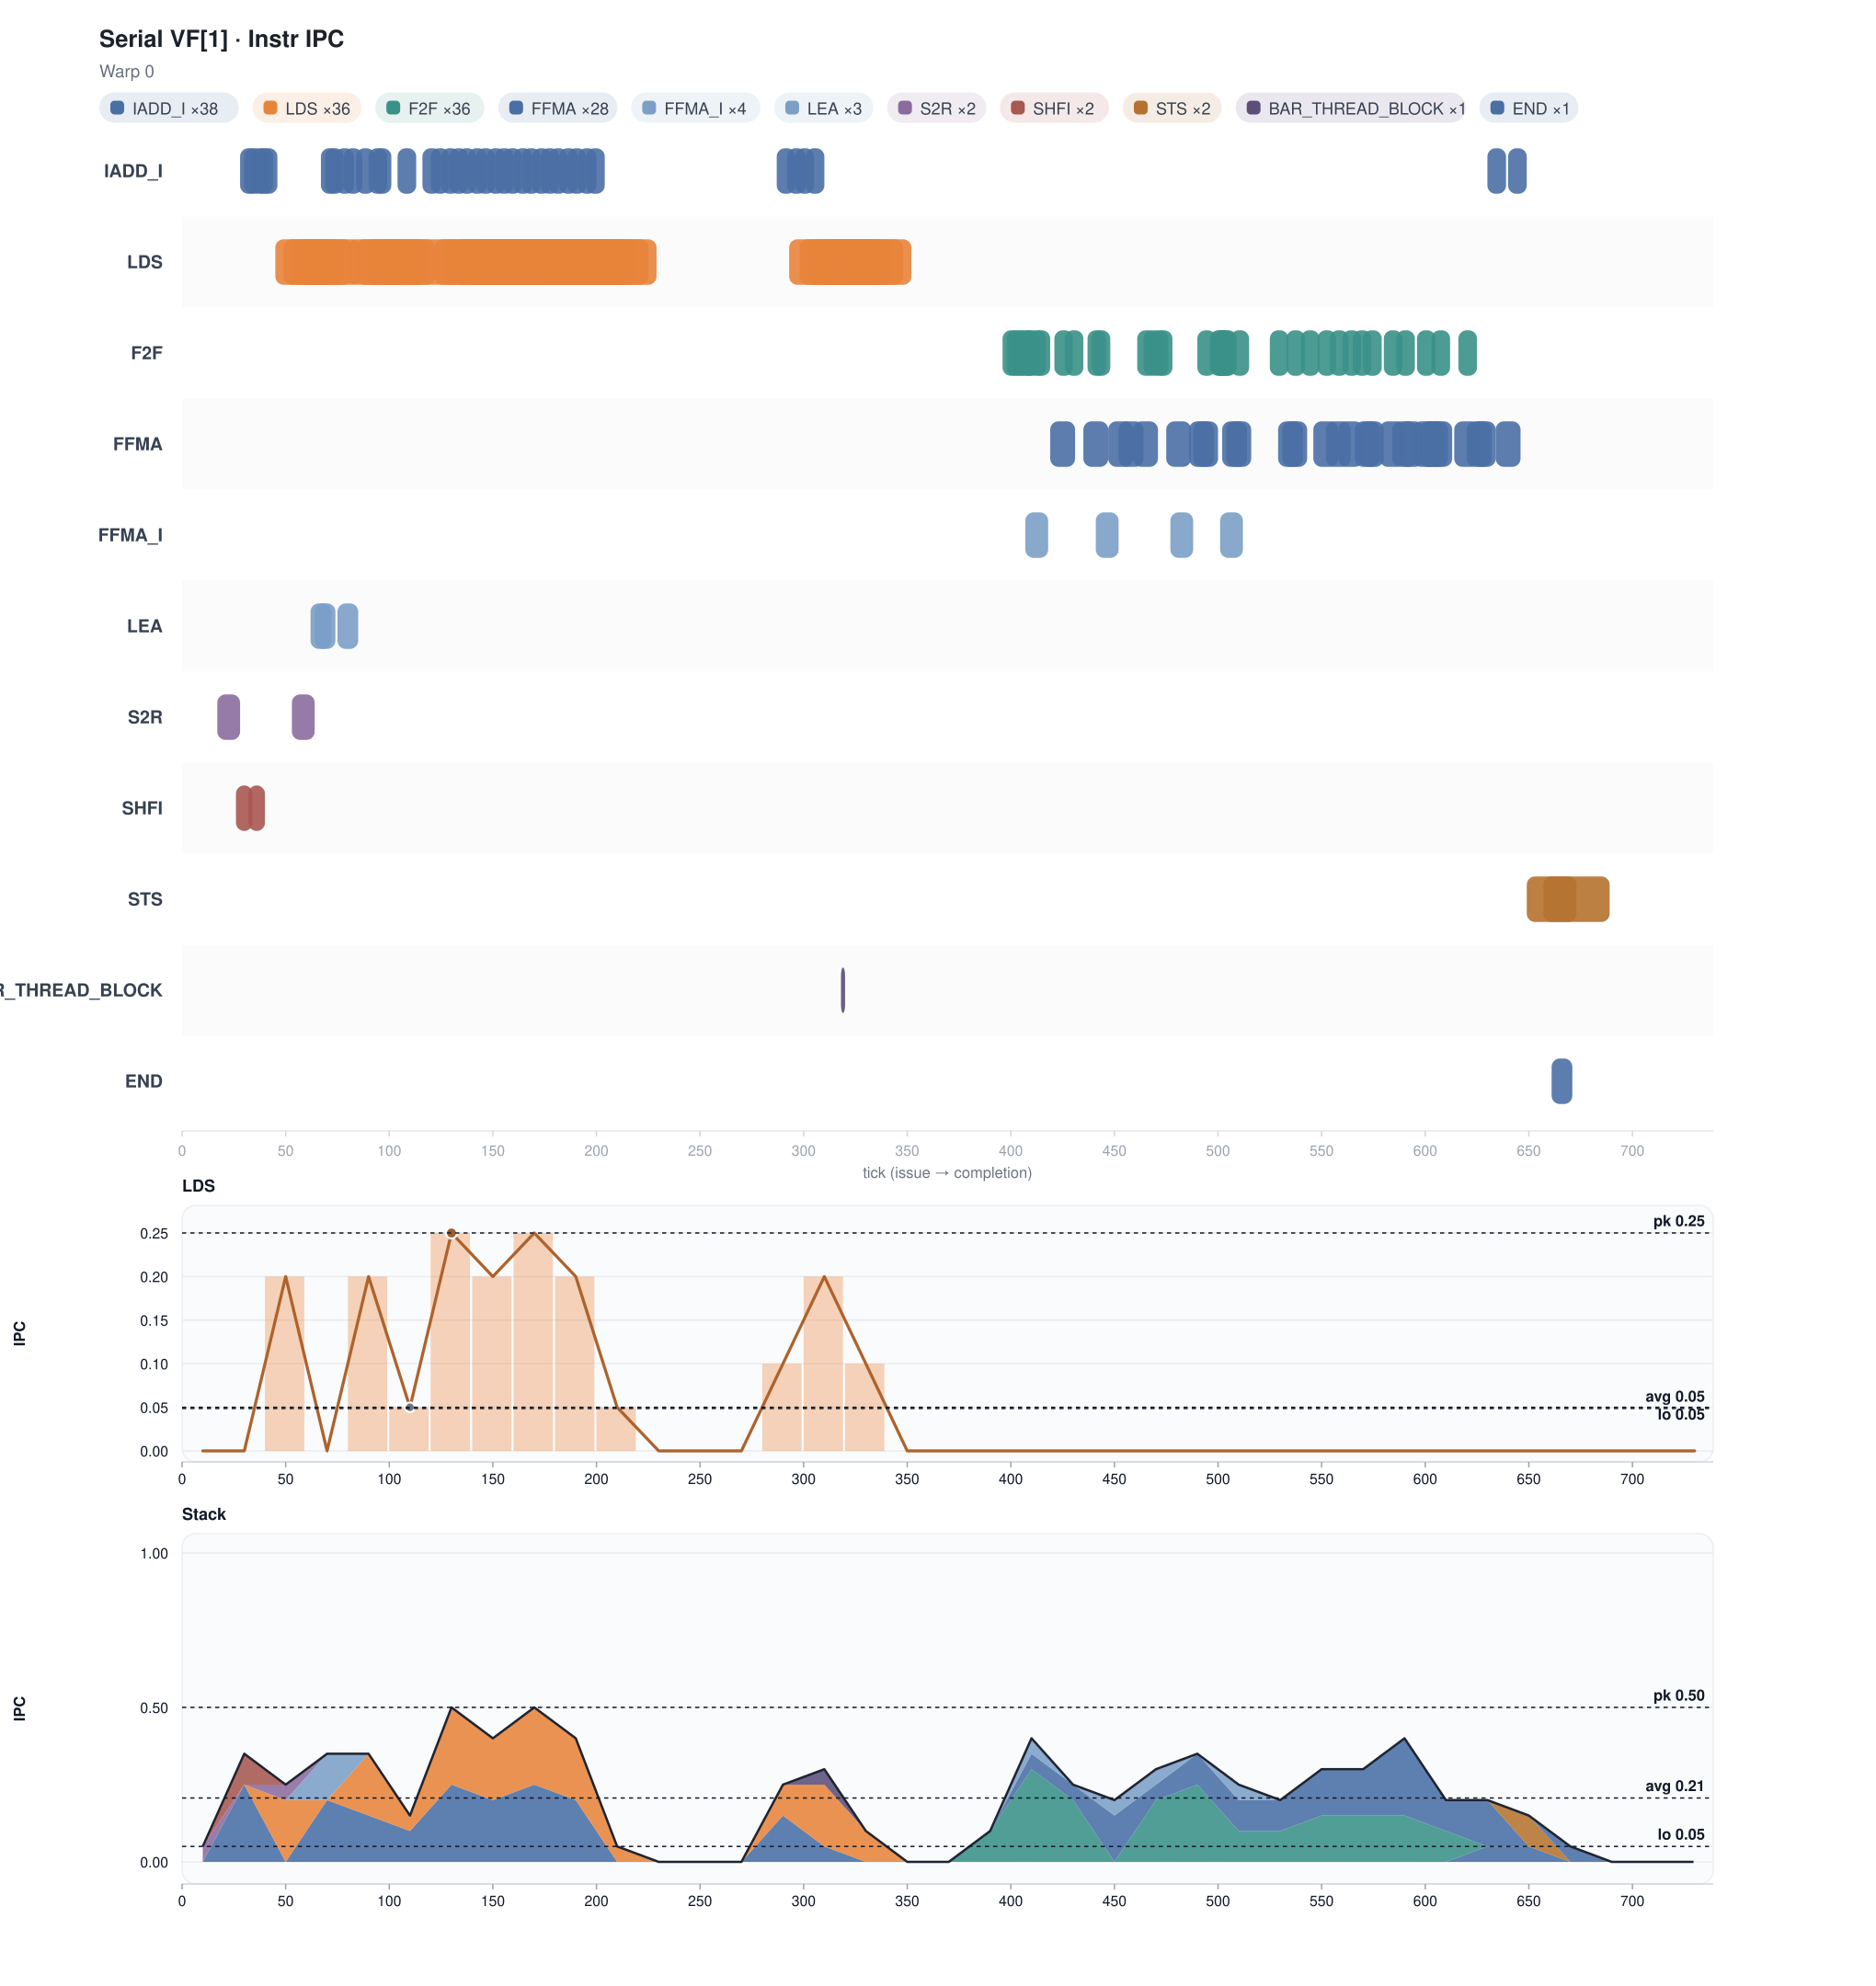 Serial VF[1] · Instr IPC
Warp 0
IADD_I ×38 LDS ×36 F2F ×36 FFMA ×28 FFMA_I ×4 LEA ×3 S2R ×2 SHFI ×2 STS ×2 BAR_THREAD_BLOCK ×1 END ×1
IADD_I
LDS
F2F
FFMA
FFMA_I
LEA
S2R
SHFI
STS
R_THREAD_BLOCK
END
0 50 100 150 200 250 300 350 400 450 500 550 600 650 700
tick (issue → completion)
LDS
IPC
0.25
0.20
0.15
0.10
0.05
0.00
pk 0.25
avg 0.05
lo 0.05
0 50 100 150 200 250 300 350 400 450 500 550 600 650 700
Stack
IPC
1.00
0.50
0.00
pk 0.50
avg 0.21
lo 0.05
0 50 100 150 200 250 300 350 400 450 500 550 600 650 700